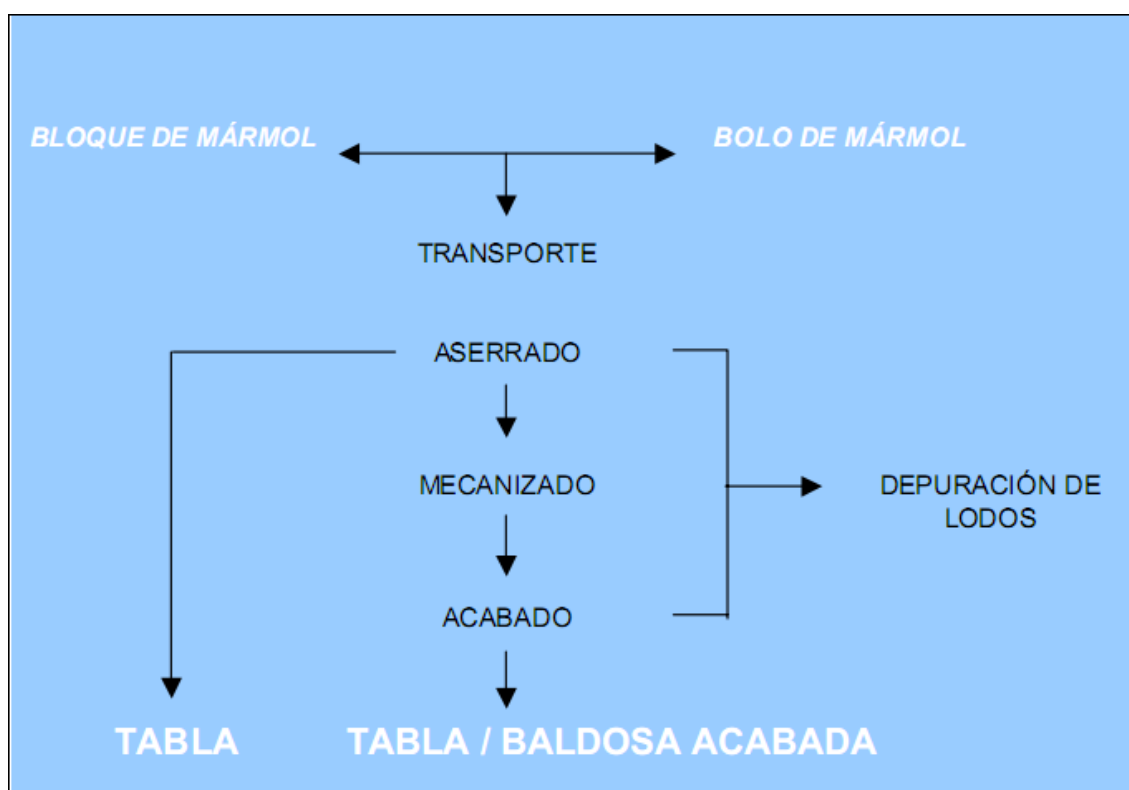 BLOQUE DE MÁRMOL
BOLO DE MÁRMOL
TRANSPORTE
ASERRADO
MECANIZADO
DEPURACIÓN DE
LODOS
ACABADO
TABLA
TABLA / BALDOSA ACABADA